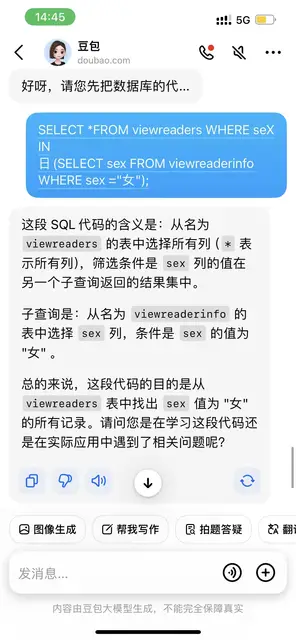 14:45
5G
豆包
doubao.com
好呀，请您先把数据库的代...
SELECT *FROM viewreaders WHERE seX
IN
日(SELECT sex FROM viewreaderinfo
WHERE sex ="女");
这段 SQL 代码的含义是：从名为
viewreaders 的表中选择所有列 (* 表
示所有列)，筛选条件是 sex 列的值在
另一个子查询返回的结果集中。
子查询是：从名为 viewreaderinfo 的
表中选择 sex 列，条件是 sex 的值为
"女" 。
总的来说，这段代码的目的是从
viewreaders 表中找出 sex 值为 "女"
的所有记录。请问您是在学习这段代码还
是在实际应用中遇到了相关问题呢？
图像生成 帮我写作 拍题答疑 翻译
发消息...
内容由豆包大模型生成，不能完全保障真实